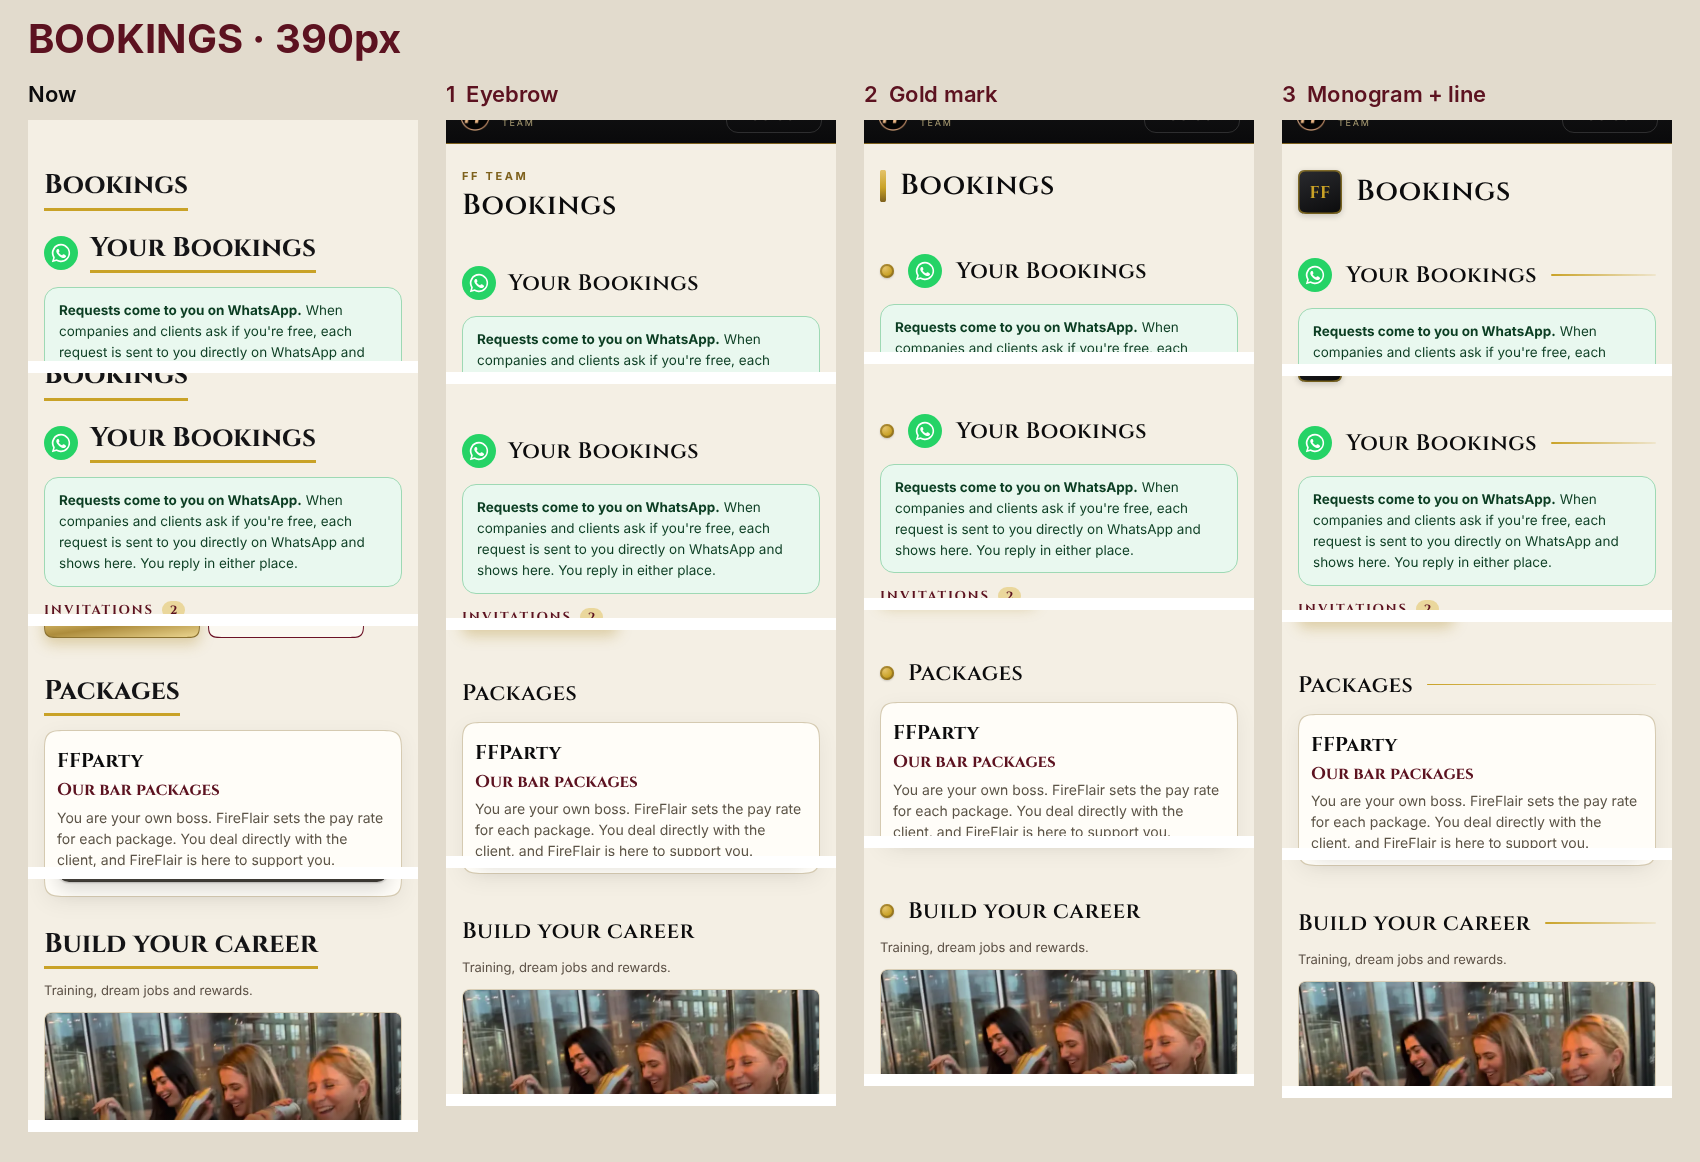 BOOKINGS · 390px
Now
BOOKINGS
YOUR BOOKINGS
Requests come to you on WhatsApp. When
companies and clients ask if you're free, each
request is sent to you directly on WhatsApp and
BOOKINGS
YOUR BOOKINGS
Requests come to you on WhatsApp. When
companies and clients ask if you're free, each
request is sent to you directly on WhatsApp and
shows here. You reply in either place.
INVITATIONS 2
PACKAGES
FFPARTY
OUR BAR PACKAGES
You are your own boss. FireFlair sets the pay rate
for each package. You deal directly with the
client, and FireFlair is here to support you.
BUILD YOUR CAREER
Training, dream jobs and rewards.
1 Eyebrow
TEAM
FF TEAM
BOOKINGS
YOUR BOOKINGS
Requests come to you on WhatsApp. When
companies and clients ask if you're free, each
YOUR BOOKINGS
Requests come to you on WhatsApp. When
companies and clients ask if you're free, each
request is sent to you directly on WhatsApp and
shows here. You reply in either place.
INVITATIONS 2
PACKAGES
FFPARTY
OUR BAR PACKAGES
You are your own boss. FireFlair sets the pay rate
for each package. You deal directly with the
client, and FireFlair is here to support you.
BUILD YOUR CAREER
Training, dream jobs and rewards.
2 Gold mark
TEAM
BOOKINGS
YOUR BOOKINGS
Requests come to you on WhatsApp. When
companies and clients ask if you're free, each
YOUR BOOKINGS
Requests come to you on WhatsApp. When
companies and clients ask if you're free, each
request is sent to you directly on WhatsApp and
shows here. You reply in either place.
INVITATIONS 2
PACKAGES
FFPARTY
OUR BAR PACKAGES
You are your own boss. FireFlair sets the pay rate
for each package. You deal directly with the
client, and FireFlair is here to support you.
BUILD YOUR CAREER
Training, dream jobs and rewards.
3 Monogram + line
TEAM
FF
BOOKINGS
YOUR BOOKINGS
Requests come to you on WhatsApp. When
companies and clients ask if you're free, each
YOUR BOOKINGS
Requests come to you on WhatsApp. When
companies and clients ask if you're free, each
request is sent to you directly on WhatsApp and
shows here. You reply in either place.
INVITATIONS 2
PACKAGES
FFPARTY
OUR BAR PACKAGES
You are your own boss. FireFlair sets the pay rate
for each package. You deal directly with the
client, and FireFlair is here to support you.
BUILD YOUR CAREER
Training, dream jobs and rewards.